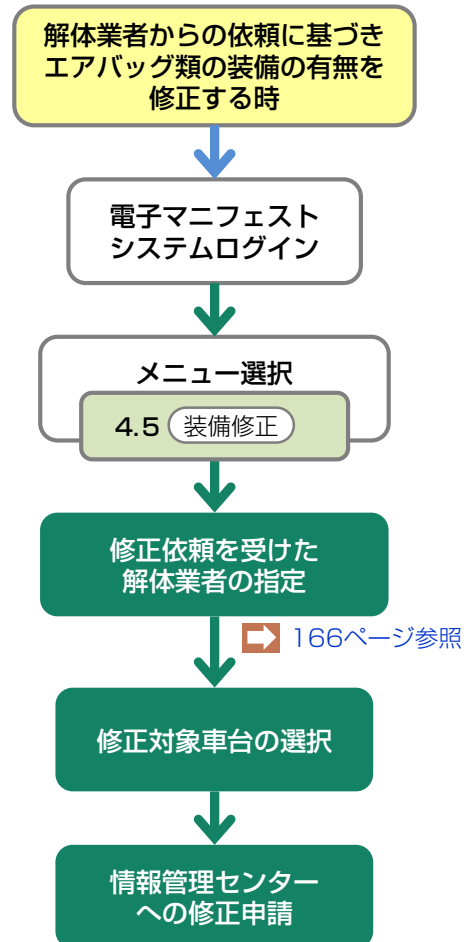 解体業者からの依頼に基づき
エアバッグ類の装備の有無を
修正する時
電子マニフェスト
システムログイン
メニュー選択
4.5 装備修正
修正依頼を受けた
解体業者の指定
166ページ参照
修正対象車台の選択
情報管理センター
への修正申請